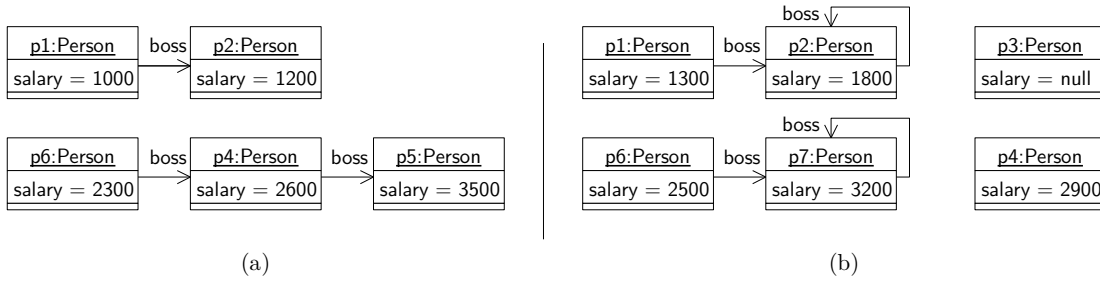 boss
p1:Person boss p2:Person p1:Person boss p2:Person p3:Person
salary = 1000 salary = 1200 salary = 1300 salary = 1800 salary = null
boss
p6:Person boss p4:Person boss p5:Person p6:Person boss p7:Person p4:Person
salary = 2300 salary = 2600 salary = 3500 salary = 2500 salary = 3200 salary = 2900
(a) (b)